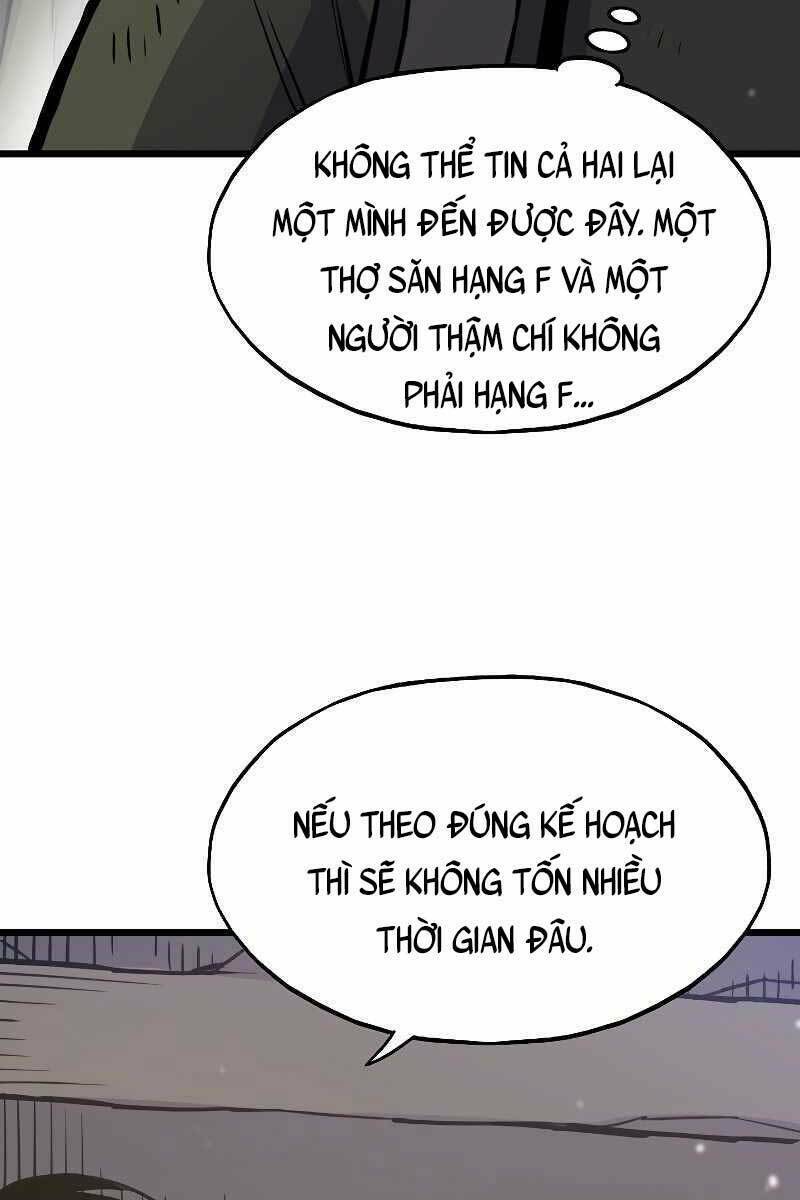 KHÔNG THỂ TIN CẢ HAI LẠI
MỘT MÌNH ĐẾN ĐƯỢC ĐÂY. MỘT
THỢ SĂN HẠNG F VÀ MỘT
NGƯỜI THẬM CHÍ KHÔNG
PHẢI HẠNG F...
NẾU THEO ĐÚNG KẾ HOẠCH
THÌ SẼ KHÔNG TỐN NHIỀU
THỜI GIAN ĐÂU.